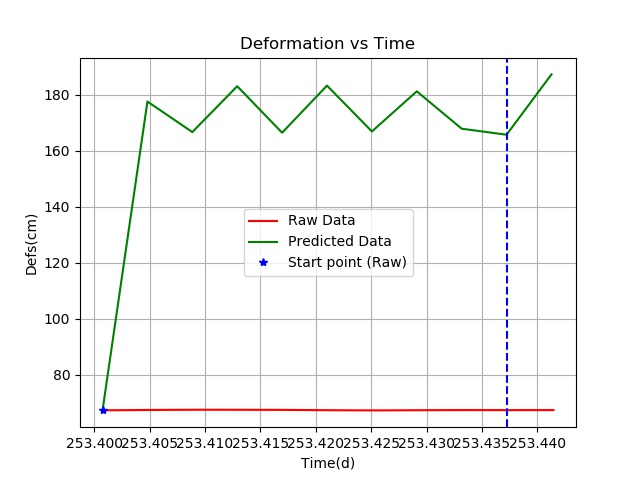 Deformation vs Time
Defs(cm)
180
160
140
120
100
80
Raw Data
Predicted Data
Start point (Raw)
253.400 253.405 253.410 253.415 253.420 253.425 253.430 253.435 253.440
Time(d)